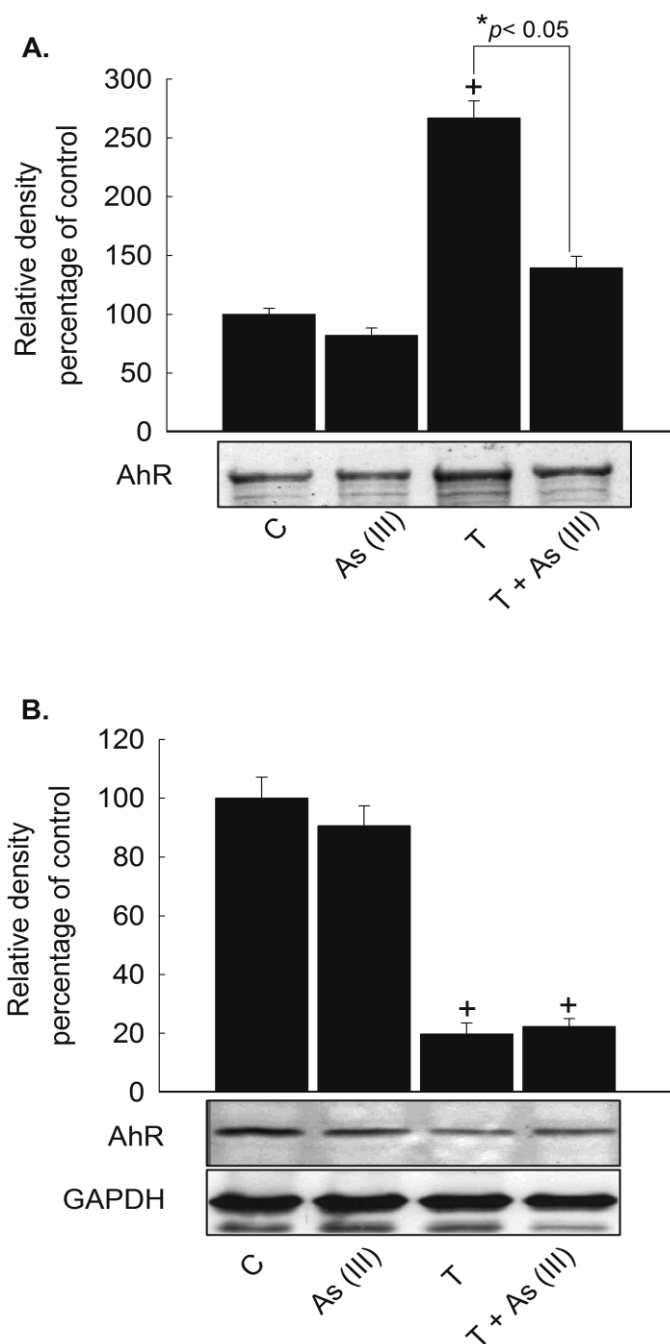 A.
*p< 0.05
Relative density
percentage of control
300
250
200
150
100
50
0
+
AhR
C
As (III)
T
T + As (III)
B.
Relative density
percentage of control
120
100
80
60
40
20
0
+
+
AhR
GAPDH
C
As (III)
T
T + As (III)